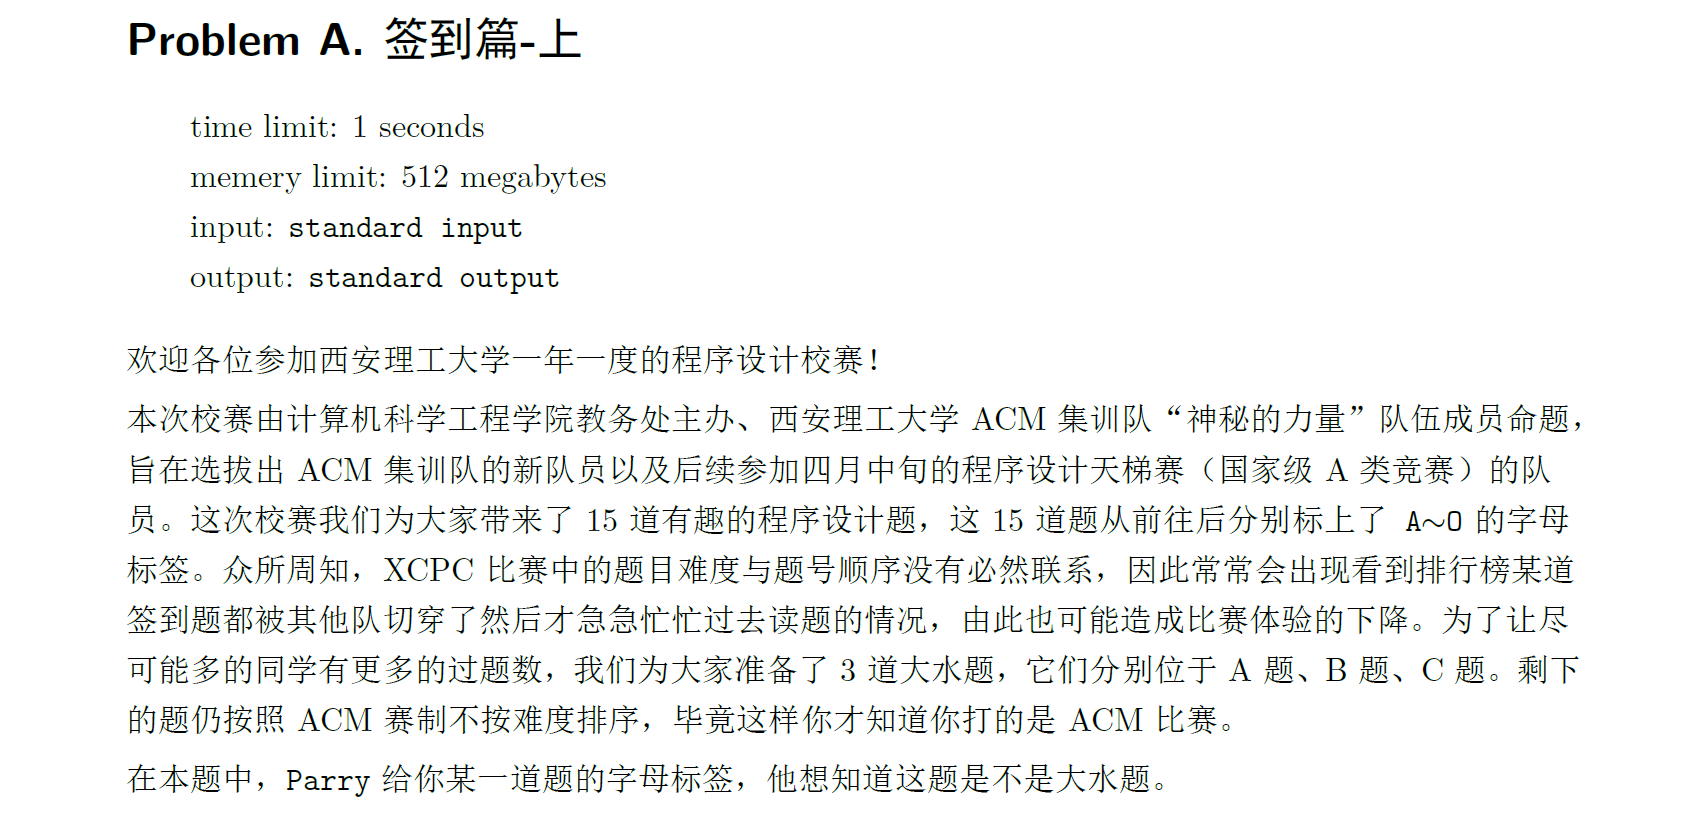 Problem A. 签到篇-上
time limit: 1 seconds
memery limit: 512 megabytes
input: standard input
output: standard output
欢迎各位参加西安理工大学一年一度的程序设计校赛！
本次校赛由计算机科学工程学院教务处主办、西安理工大学 ACM 集训队“神秘的力量”队伍成员命题，
旨在选拔出 ACM 集训队的新队员以及后续参加四月中旬的程序设计天梯赛（国家级 A 类竞赛）的队
员。这次校赛我们为大家带来了 15 道有趣的程序设计题，这 15 道题从前往后分别标上了 A~O 的字母
标签。众所周知，XCPC 比赛中的题目难度与题号顺序没有必然联系，因此常常会出现看到排行榜某道
签到题都被其他队切穿了然后才急急忙忙过去读题的情况，由此也可能造成比赛体验的下降。为了让尽
可能多的同学有更多的过题数，我们为大家准备了 3 道大水题，它们分别位于 A 题、B 题、C 题。剩下
的题仍按照 ACM 赛制不按难度排序，毕竟这样你才知道你打的是 ACM 比赛。
在本题中，Parry 给你某一道题的字母标签，他想知道这题是不是大水题。